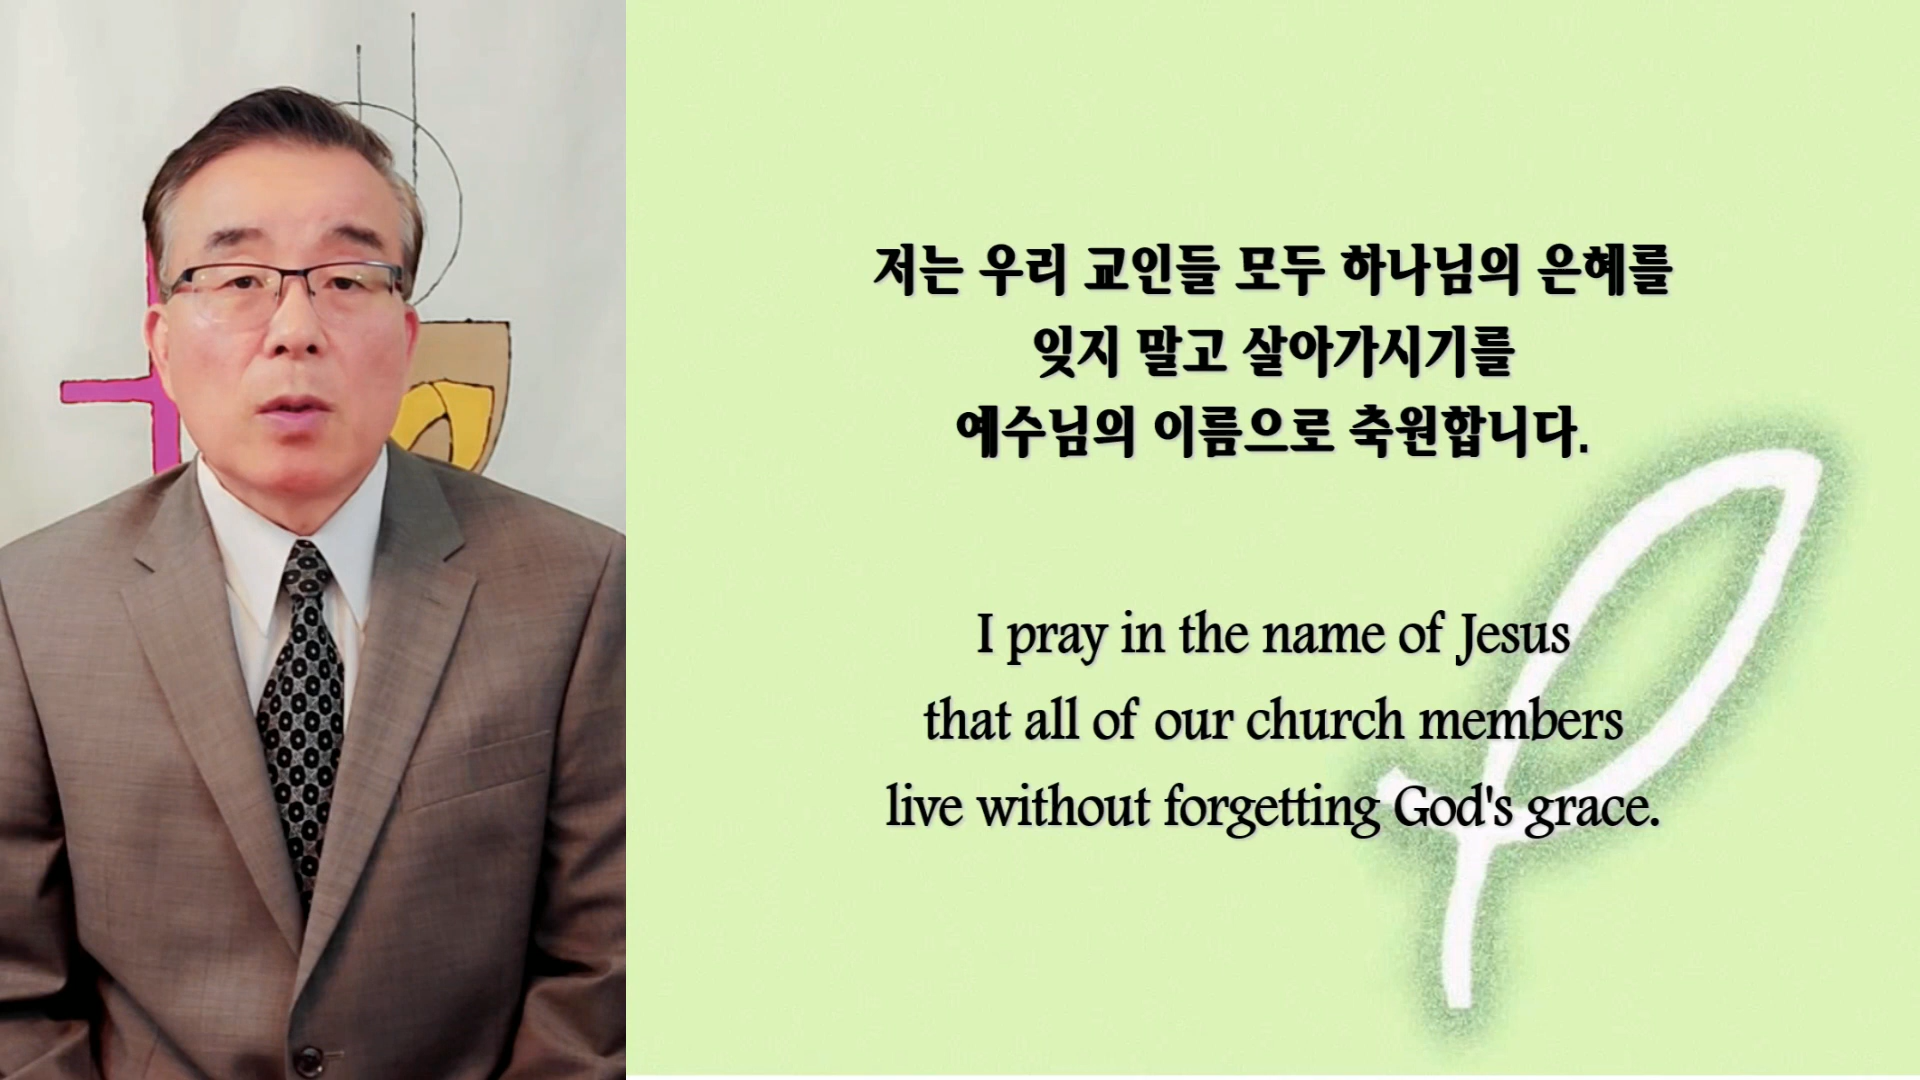 저는 우리 교인들 모두 하나님의 은혜를
잊지 말고 살아가시기를
예수님의 이름으로 축원합니다.
I pray in the name of Jesus
that all of our church members
live without forgetting God's grace.